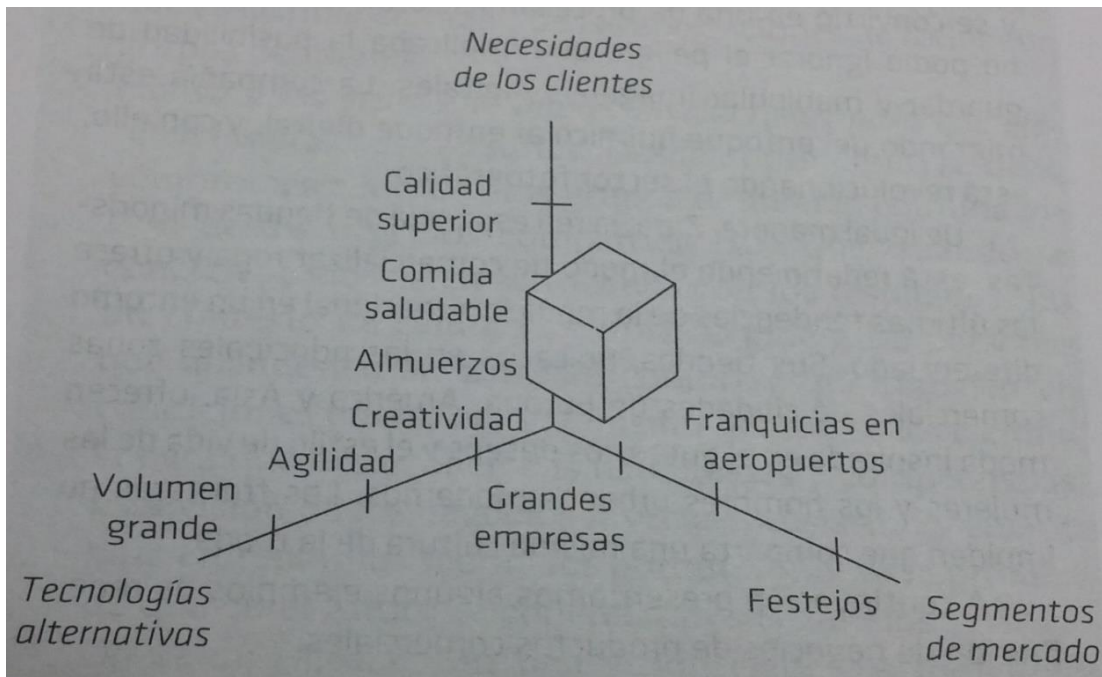 Necesidades
de los clientes
Calidad
superior
Comida
saludable
Almuerzos
Creatividad
Franquicias en
aeropuertos
Agilidad
Volumen
grande
Grandes
empresas
Tecnologías
alternativas
Festejos
Segmentos
de mercado